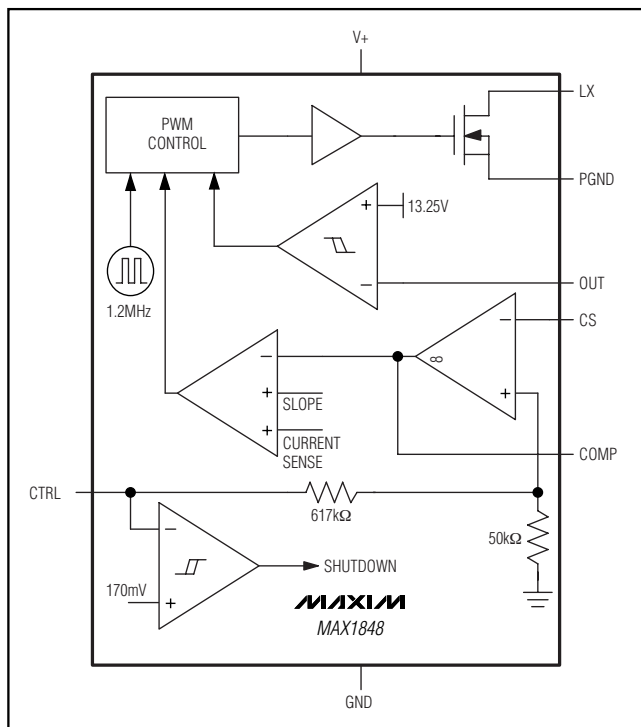 V+
LX
PWM
CONTROL
PGND
+
13.25V
−
OUT
1.2MHz
−
CS
∞
−
+
SLOPE
+
+
CURRENT
SENSE
COMP
CTRL
617kΩ
−
50kΩ
170mV
+
SHUTDOWN
MAXIM
MAX1848
GND